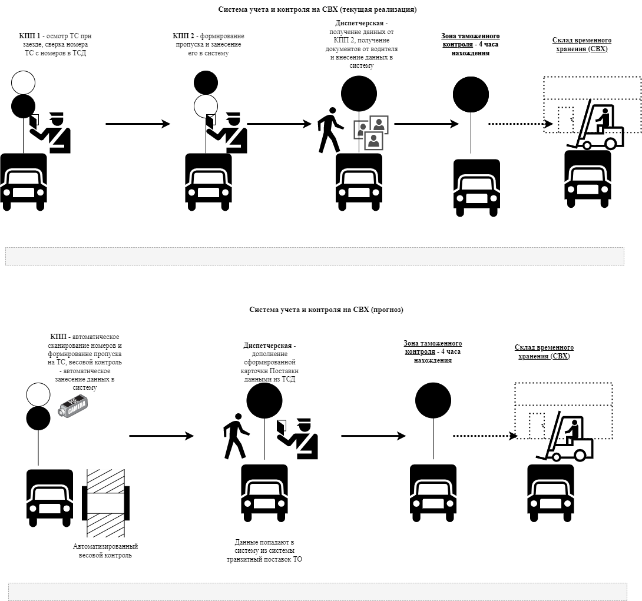 Система учета и контроля на СВХ (текущая реализация)
КПП 1 - осмотр ТС при
заезде, сверка номера
ТС с номеров в ТСД
КПП 2 - формирование
пропуска и занесение
его в систему
Диспетчерская -
получение данных от
КПП 2, получение
документов от водителя
и внесение данных в
систему
Зона таможенного
контроля - 4 часа
нахождения
Склад временного
хранения (СВХ)
Система учета и контроля на СВХ (прогноз)
КПП - автоматическое
сканирование номеров и
формирование пропуска
на ТС, весовой контроль
- автоматическое
занесение данных в
систему
Диспетчерская -
дополнение
сформированной
карточки Поставки
данными из ТСД
Зона таможенного
контроля - 4 часа
нахождения
Склад временного
хранения (СВХ)
Автоматизированный
весовой контроль
Данные попадают в
систему из системы
транзитный поставок ТО